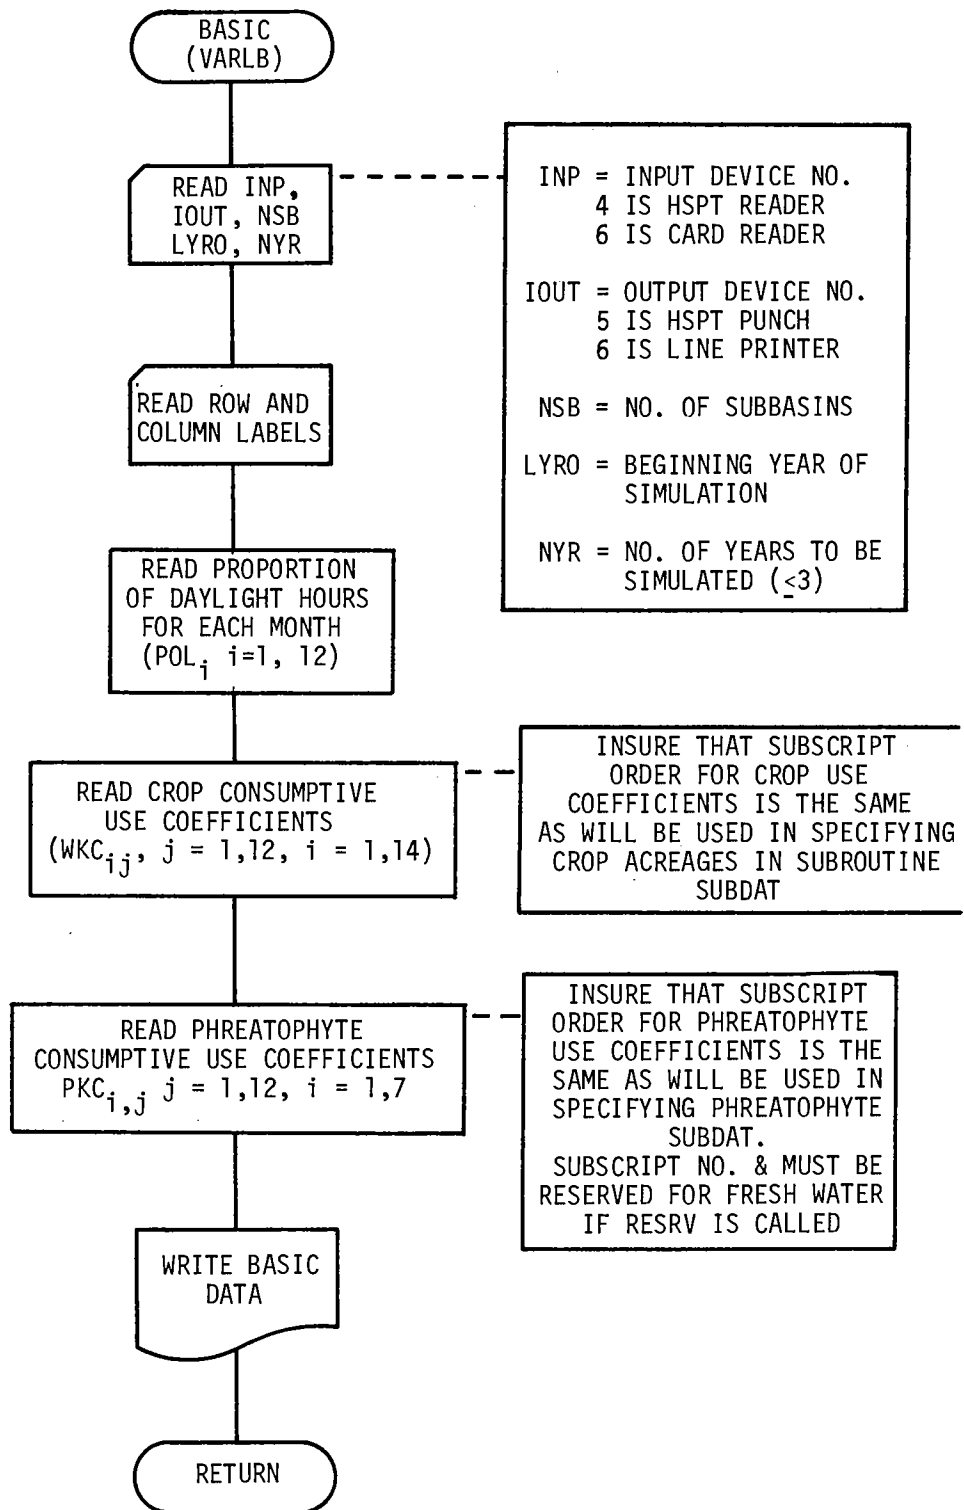 BASIC
(VARLB)
READ INP,
IOUT, NSB
LYRO, NYR
INP = INPUT DEVICE NO.
4 IS HSPT READER
6 IS CARD READER
IOUT = OUTPUT DEVICE NO.
5 IS HSPT PUNCH
6 IS LINE PRINTER
NSB = NO. OF SUBBASINS
LYRO = BEGINNING YEAR OF
SIMULATION
NYR = NO. OF YEARS TO BE
SIMULATED (≤3)
READ ROW AND
COLUMN LABELS
READ PROPORTION
OF DAYLIGHT HOURS
FOR EACH MONTH
(POL_i i=1, 12)
READ CROP CONSUMPTIVE
USE COEFFICIENTS
(WKC_ij, j = 1,12, i = 1,14)
INSURE THAT SUBSCRIPT
ORDER FOR CROP USE
COEFFICIENTS IS THE SAME
AS WILL BE USED IN SPECIFYING
CROP ACREAGES IN SUBROUTINE
SUBDAT
READ PHREATOPHYTE
CONSUMPTIVE USE COEFFICIENTS
PKC_i,j j = 1,12, i = 1,7
INSURE THAT SUBSCRIPT
ORDER FOR PHREATOPHYTE
USE COEFFICIENTS IS THE
SAME AS WILL BE USED IN
SPECIFYING PHREATOPHYTE
SUBDAT.
SUBSCRIPT NO. & MUST BE
RESERVED FOR FRESH WATER
IF RESRV IS CALLED
WRITE BASIC
DATA
RETURN